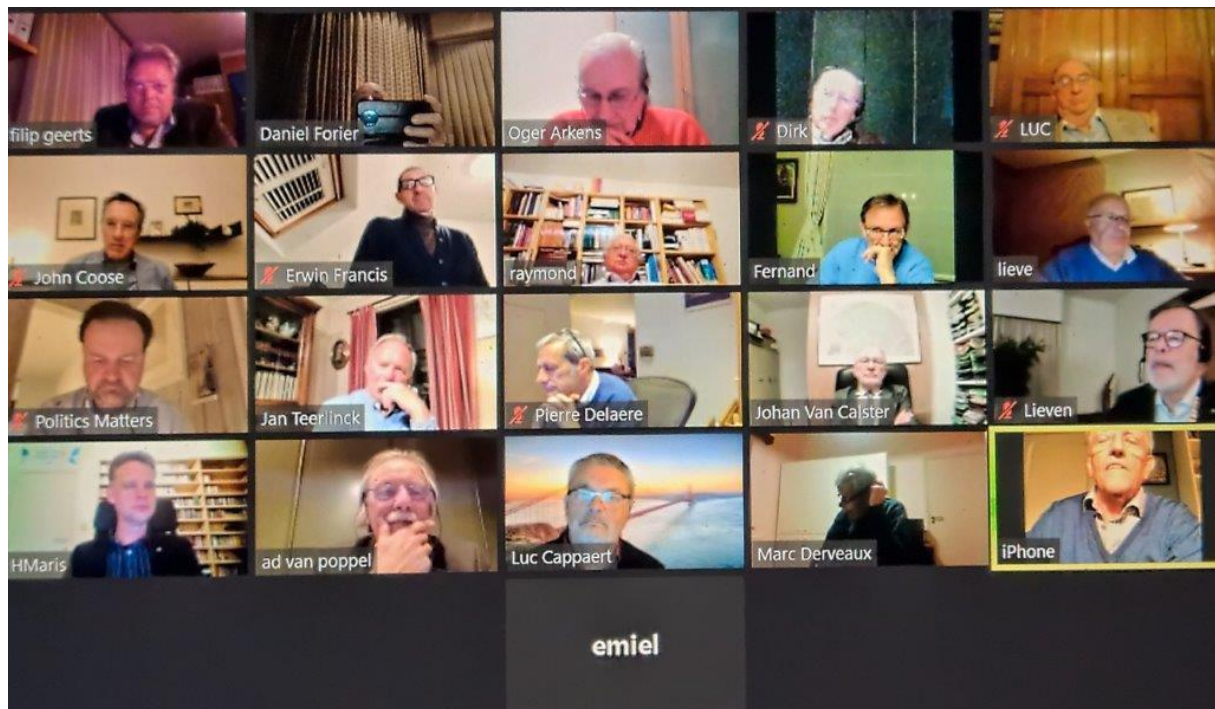 filip geerts
Daniel Forier
Oger Arkens
Dirk
LUC
John Coose
Erwin Francis
raymond
Fernand
lieve
Politics Matters
Jan Teerlinck
Pierre Delaere
Johan Van Calster
Lieven
HMaris
ad van poppel
Luc Cappaert
Marc Derveaux
iPhone
emiel